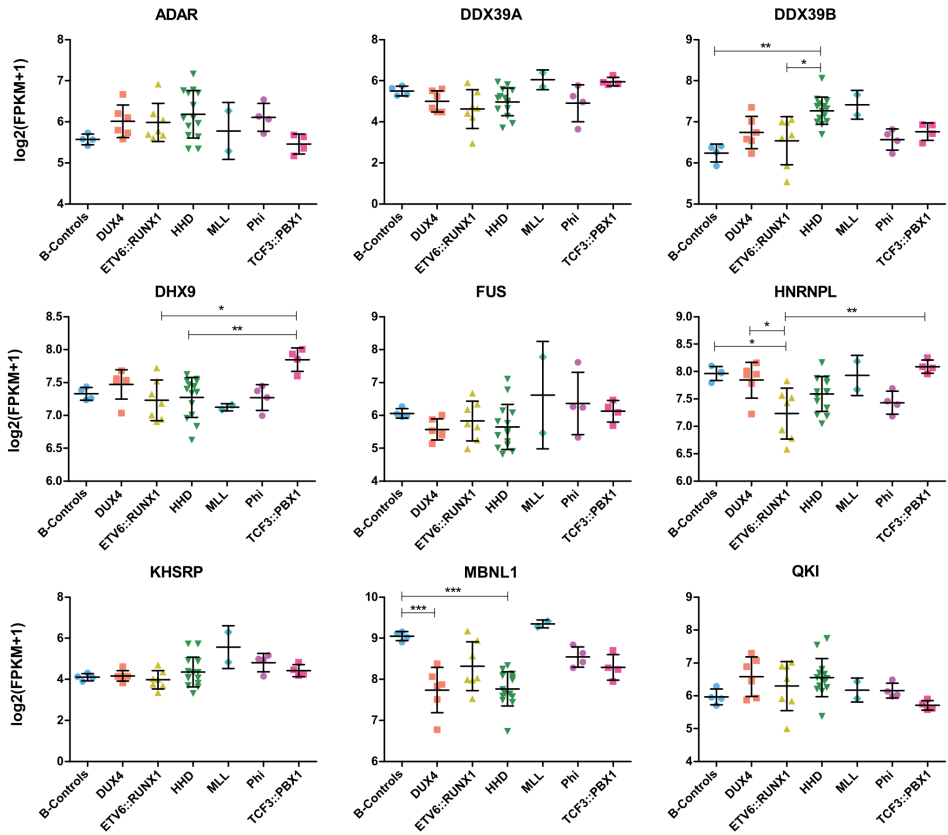 ADAR
log2(FPKM+1)
8
7
6
5
4
B-Controls
DUX4
ETV6::RUNX1
HHD
MLL
Phi
TCF3::PBX1
DDX39A
8
6
4
2
0
B-Controls
DUX4
ETV6::RUNX1
HHD
MLL
Phi
TCF3::PBX1
DDX39B
**
*
9
8
7
6
5
B-Controls
DUX4
ETV6::RUNX1
HHD
MLL
Phi
TCF3::PBX1
DHX9
*
**
log2(FPKM+1)
8.5
8.0
7.5
7.0
6.5
6.0
B-Controls
DUX4
ETV6::RUNX1
HHD
MLL
Phi
TCF3::PBX1
FUS
9
8
7
6
5
4
B-Controls
DUX4
ETV6::RUNX1
HHD
MLL
Phi
TCF3::PBX1
HNRNPL
**
*
*
9.0
8.5
8.0
7.5
7.0
6.5
6.0
B-Controls
DUX4
ETV6::RUNX1
HHD
MLL
Phi
TCF3::PBX1
KHSRP
log2(FPKM+1)
8
6
4
2
0
B-Controls
DUX4
ETV6::RUNX1
HHD
MLL
Phi
TCF3::PBX1
MBNL1
***
***
10
9
8
7
6
B-Controls
DUX4
ETV6::RUNX1
HHD
MLL
Phi
TCF3::PBX1
QKI
9
8
7
6
5
4
B-Controls
DUX4
ETV6::RUNX1
HHD
MLL
Phi
TCF3::PBX1